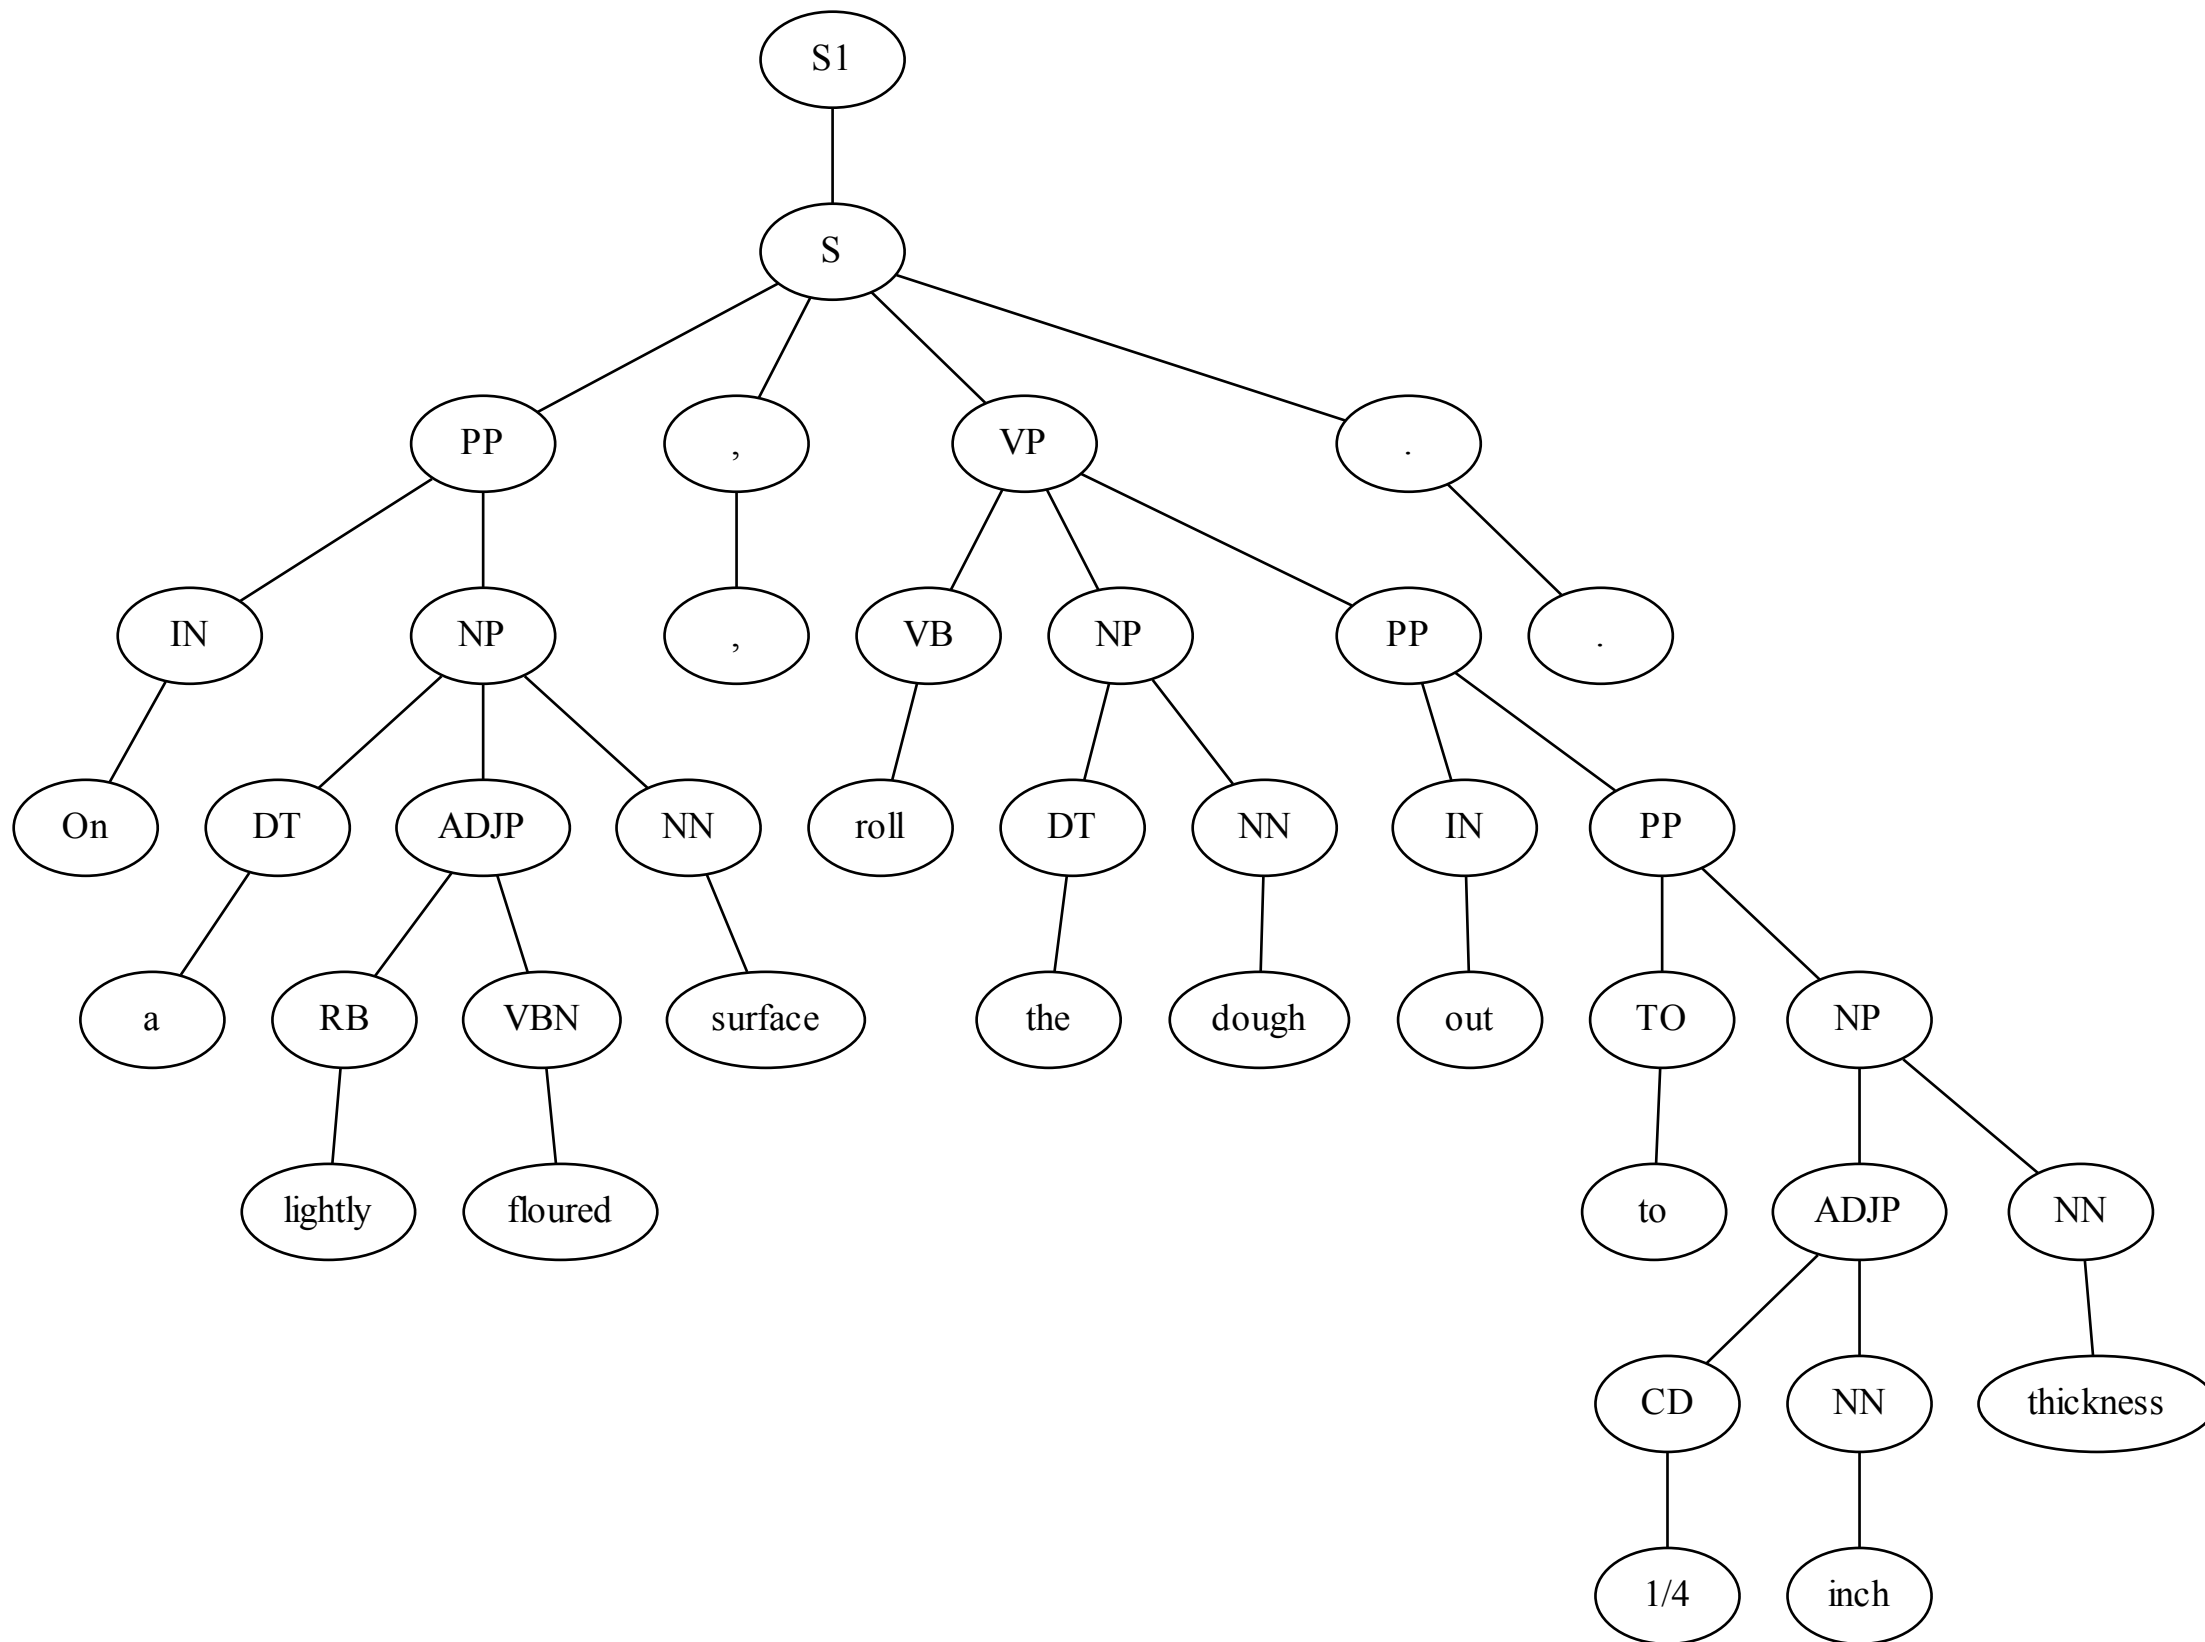 S1
S
PP , VP .
IN NP , VB NP PP .
On DT ADJP NN roll DT NN IN PP
a RB VBN surface the dough out TO NP
lightly floured to ADJP NN
CD NN thickness
1/4 inch